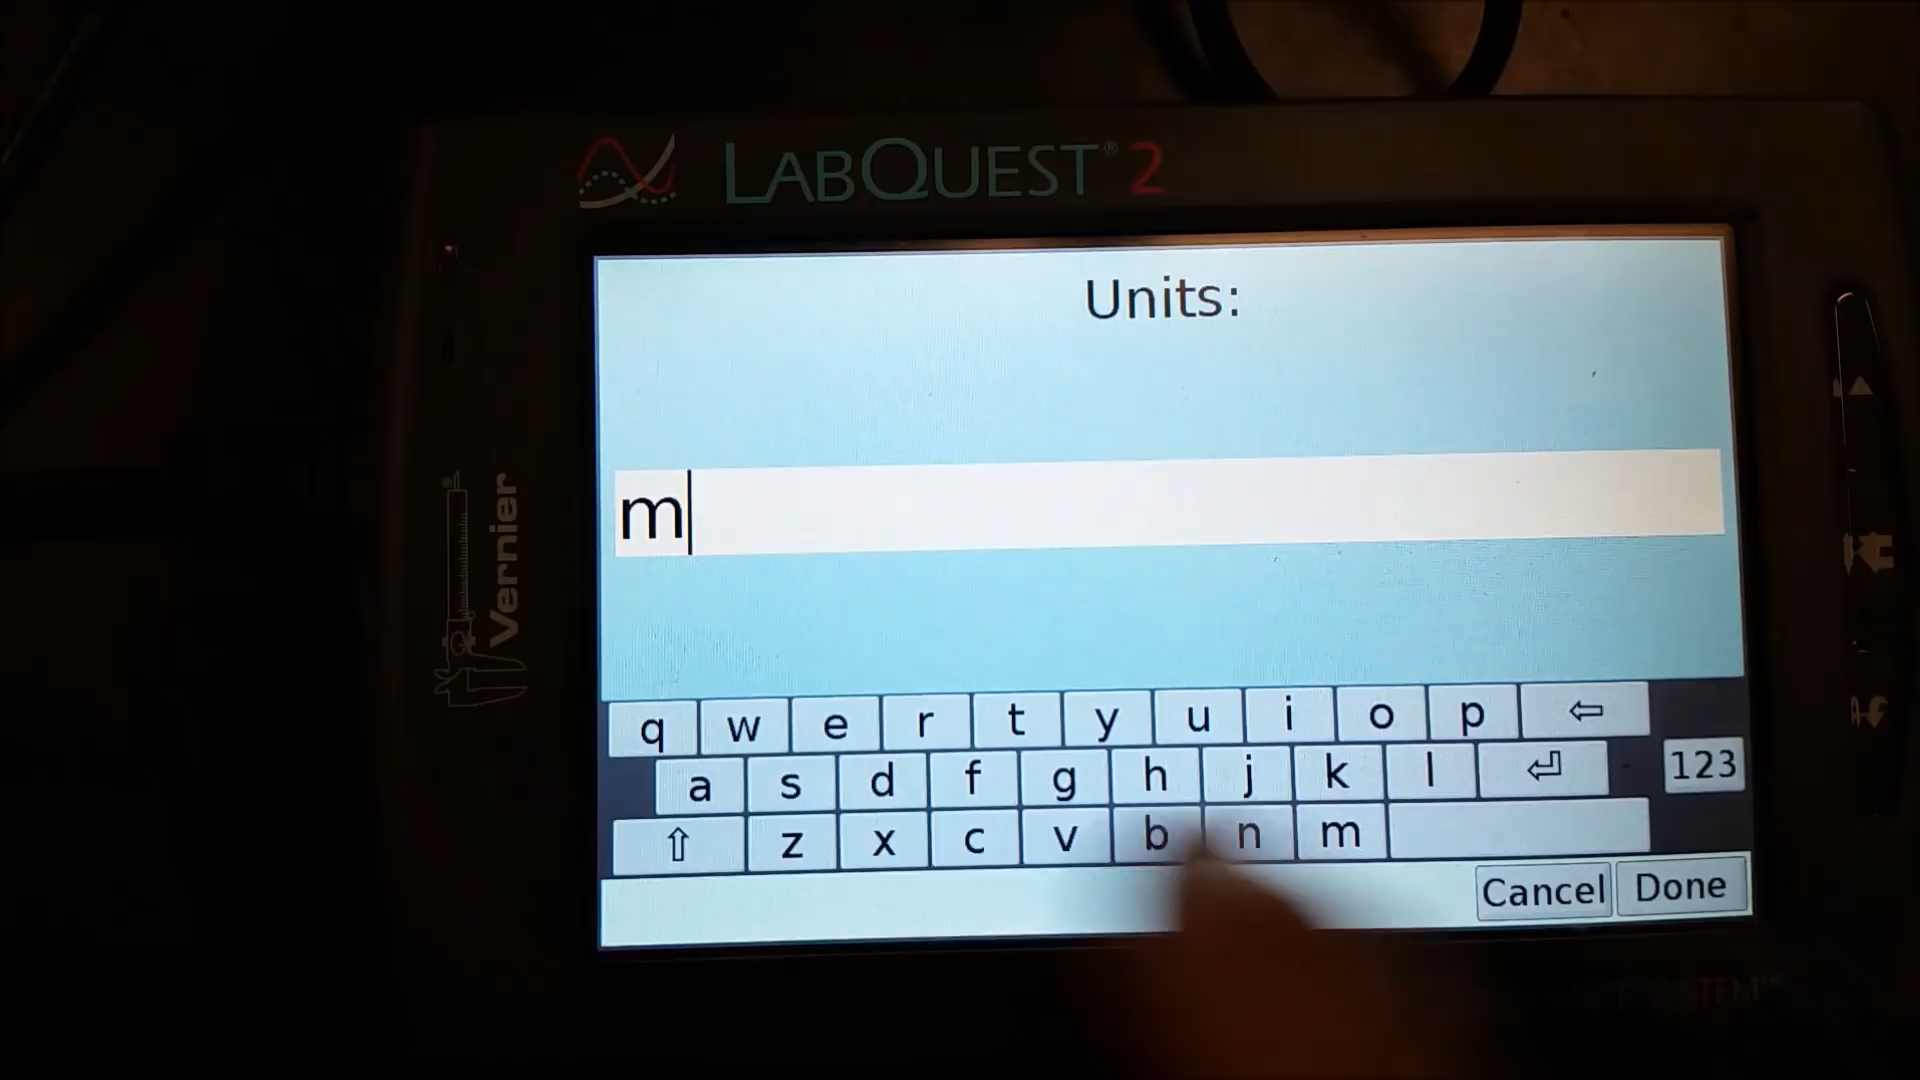 LABQUEST® 2
Vernier
Units:
m
q w e r t y u i o p ⇦
a s d f g h j k l ⏎ 123
⇧ z x c v b n m
Cancel Done